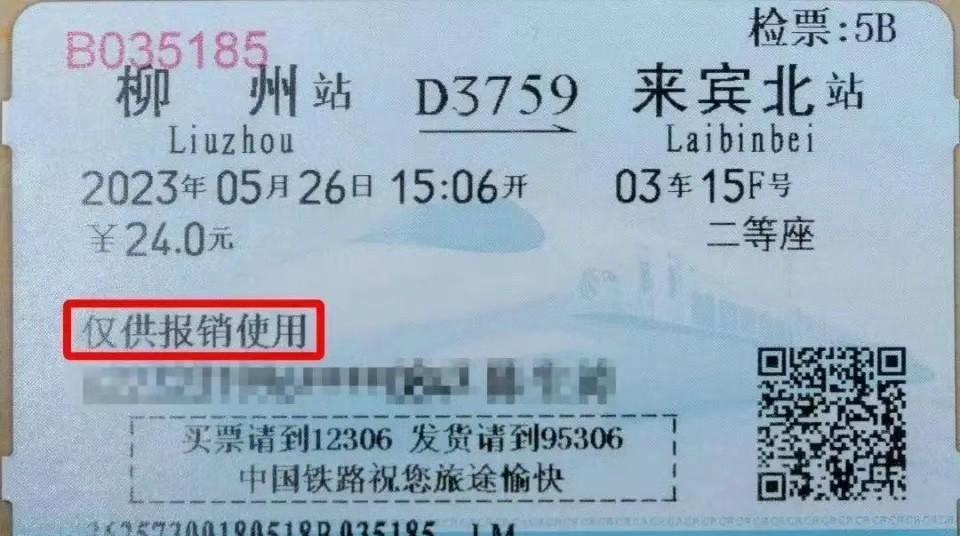 B035185
检票:5B
柳 州站 D3759 来宾北站
Liuzhou Laibinbei
2023年05月26日 15:06开 03车15F号
¥24.0元 二等座
仅供报销使用
买票请到12306 发货请到95306
中国铁路祝您旅途愉快